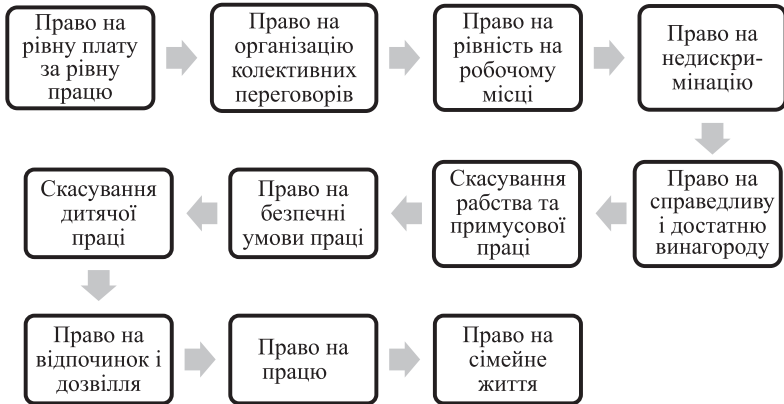 Право на
рівну плату
за рівну
працю
Право на
організацію
колективних
переговорів
Право на
рівність на
робочому
місці
Право на
недискри-
мінацію
Право на
справедливу
і достатню
винагороду
Скасування
рабства та
примусової
праці
Право на
безпечні
умови праці
Скасування
дитячої
праці
Право на
відпочинок і
дозвілля
Право на
працю
Право на
сімейне
життя